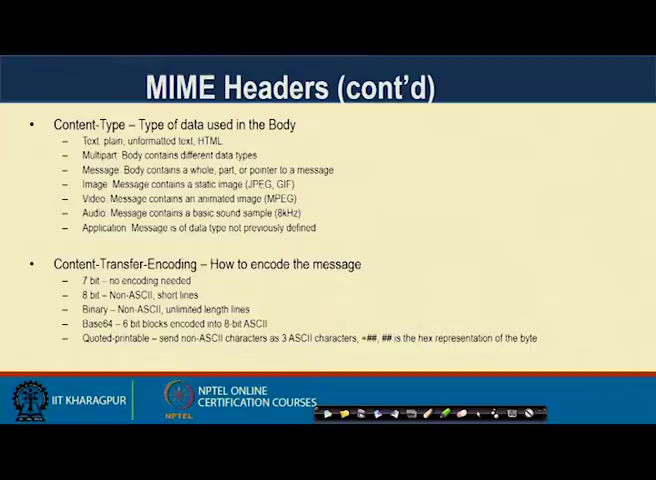 MIME Headers (cont'd)
• Content-Type – Type of data used in the Body
– Text: plain, unformatted text, HTML
– Multipart: Body contains different data types
– Message: Body contains a whole, part, or pointer to a message
– Image: Message contains a static image (JPEG, GIF)
– Video: Message contains an animated image (MPEG)
– Audio: Message contains a basic sound sample (8kHz)
– Application: Message is of data type not previously defined
• Content-Transfer-Encoding – How to encode the message
– 7 bit – no encoding needed
– 8 bit – Non-ASCII, short lines
– Binary – Non-ASCII, unlimited length lines
– Base64 – 6 bit blocks encoded into 8-bit ASCII
– Quoted-printable – send non-ASCII characters as 3 ASCII characters, =##, ## is the hex representation of the byte
IIT KHARAGPUR
NPTEL
NPTEL ONLINE
CERTIFICATION COURSES